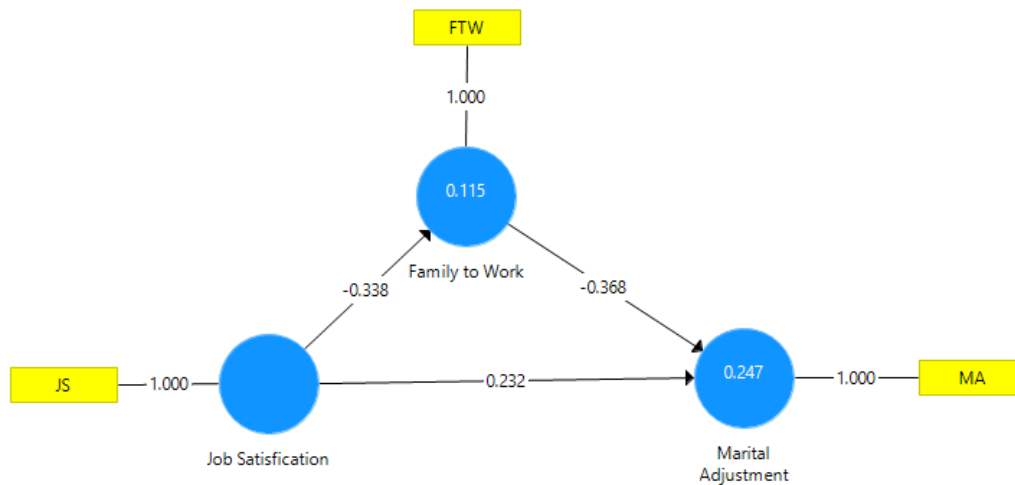 FTW
1.000
0.115
Family to Work
-0.338
-0.368
JS
1.000
0.232
0.247
1.000
MA
Job Satisfication
Marital
Adjustment